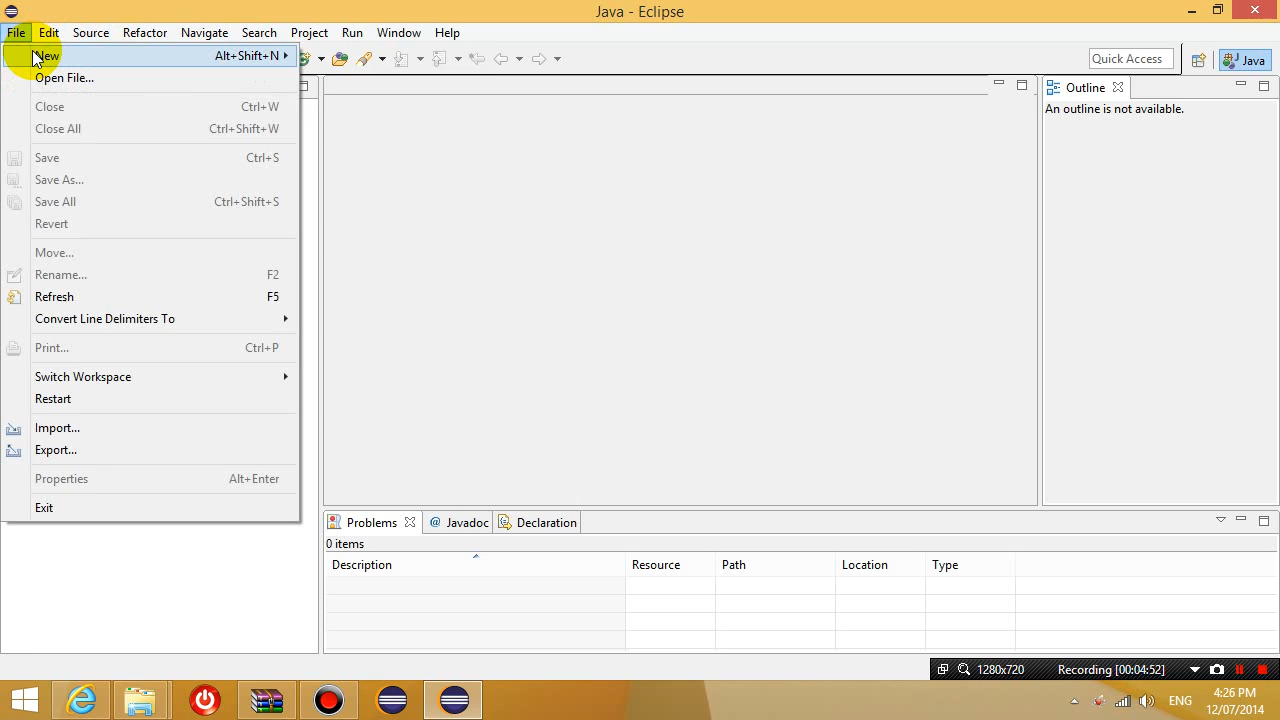 Java - Eclipse
File Edit Source Refactor Navigate Search Project Run Window Help
New Alt+Shift+N
Open File...
Close Ctrl+W
Close All Ctrl+Shift+W
Save Ctrl+S
Save As...
Save All Ctrl+Shift+S
Revert
Move...
Rename... F2
Refresh F5
Convert Line Delimiters To
Print... Ctrl+P
Switch Workspace
Restart
Import...
Export...
Properties Alt+Enter
Exit
Quick Access
Java
Outline
An outline is not available.
Problems @ Javadoc Declaration
0 items
Description Resource Path Location Type
1280x720 Recording [00:04:52]
ENG
4:26 PM
12/07/2014